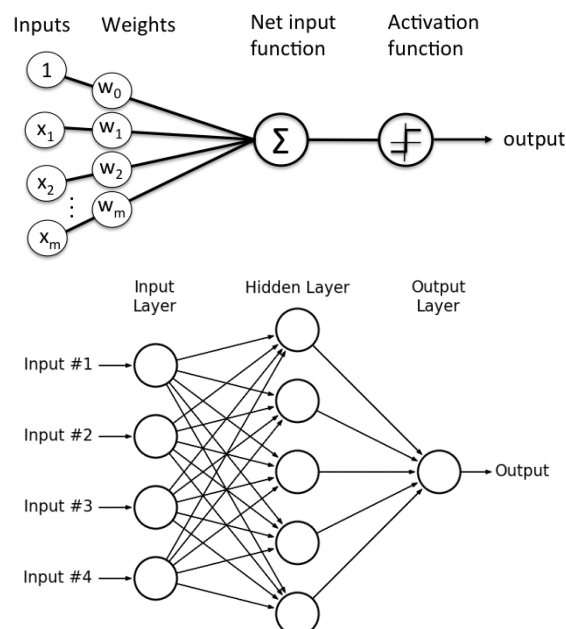 Inputs Weights Net input function Activation function
1 w0
x1 w1
Σ
output
x2 w2
⋮
wm
xm
Input Layer Hidden Layer Output Layer
Input #1
Input #2
Input #3 Output
Input #4